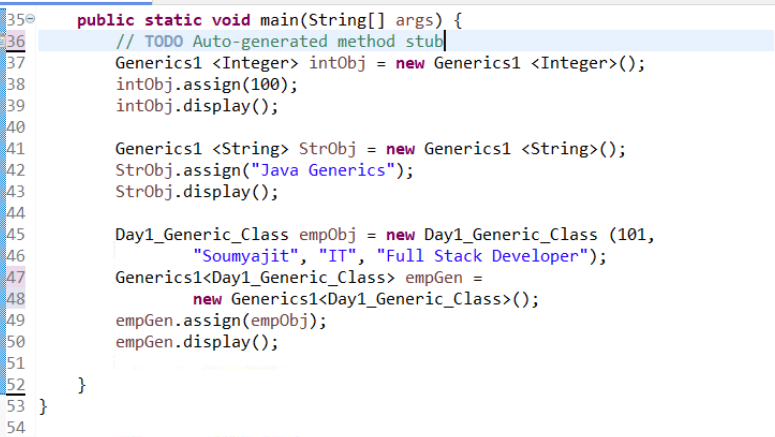 35 public static void main(String[] args) {
36 // TODO Auto-generated method stub
37 Generics1 <Integer> intObj = new Generics1 <Integer>();
38 intObj.assign(100);
39 intObj.display();
40
41 Generics1 <String> StrObj = new Generics1 <String>();
42 StrObj.assign("Java Generics");
43 StrObj.display();
44
45 Day1_Generic_Class empObj = new Day1_Generic_Class (101,
46 "Soumyajit", "IT", "Full Stack Developer");
47 Generics1<Day1_Generic_Class> empGen =
48 new Generics1<Day1_Generic_Class>();
49 empGen.assign(empObj);
50 empGen.display();
51
52 }
53 }
54